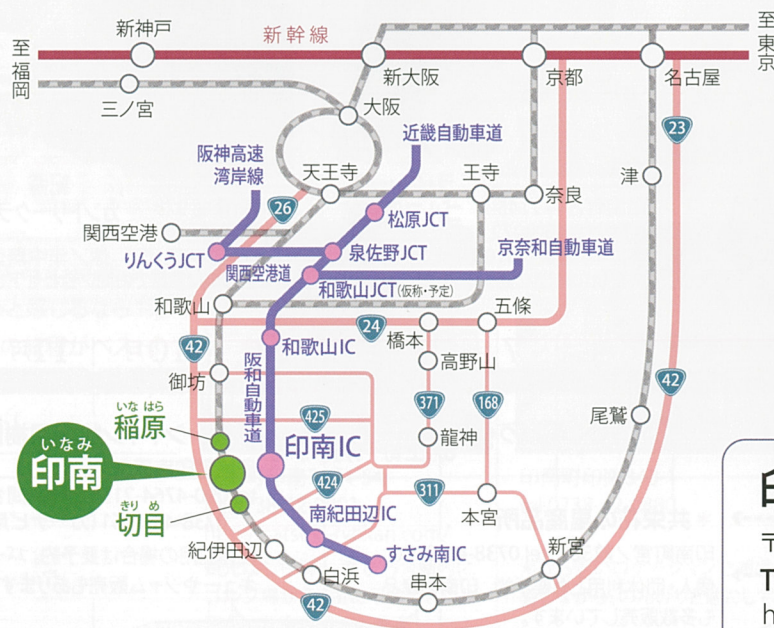 至福岡
新神戸
新幹線
新大阪
京都
名古屋
至東京
三ノ宮
大阪
近畿自動車道
23
阪神高速
湾岸線
天王寺
王寺
奈良
津
26
松原JCT
関西空港
りんくうJCT
泉佐野JCT
関西空港道
京奈和自動車道
和歌山JCT(仮称・予定)
和歌山
24
橋本
五條
42
和歌山IC
高野山
御坊
阪和自動車道
371
168
42
いなはら
稲原
425
尾鷲
いなみ
印南
印南IC
龍神
424
311
きりめ
切目
南紀田辺IC
本宮
紀伊田辺
すさみ南IC
新宮
白浜
串本
42
〒